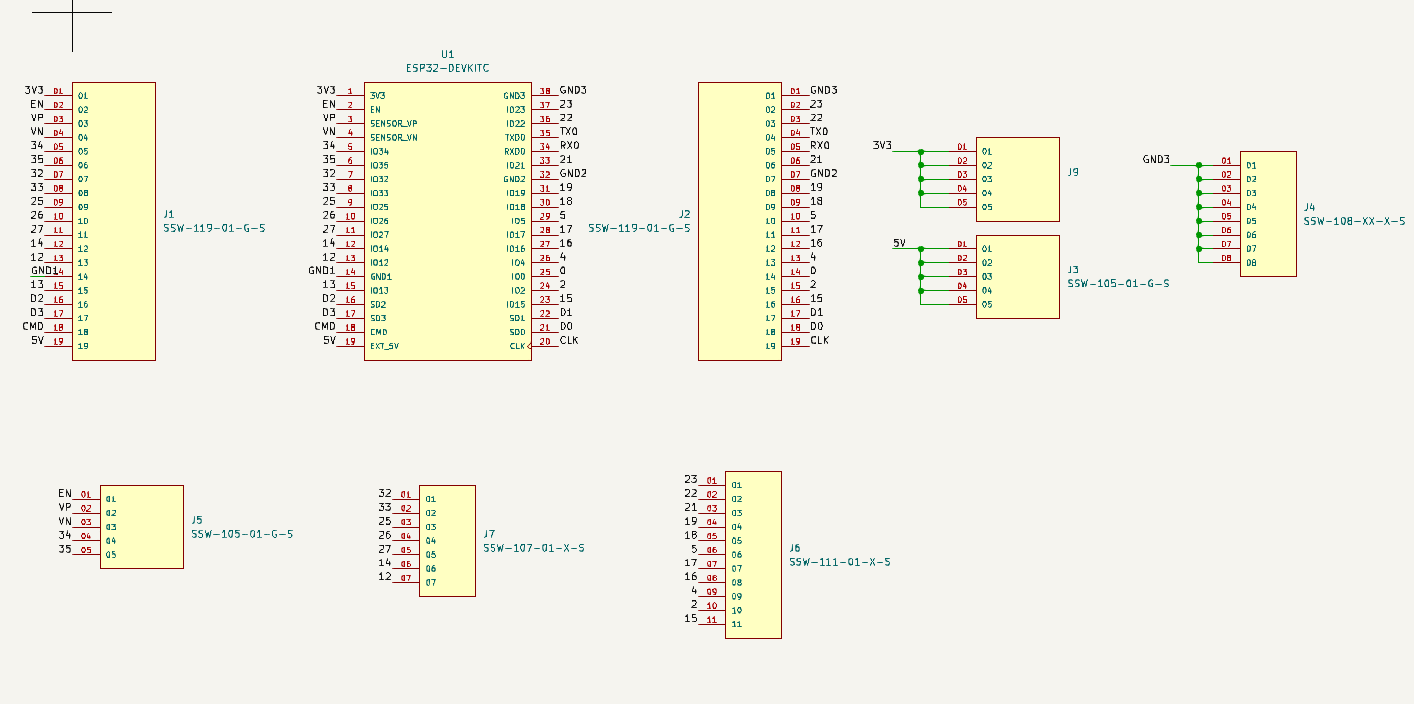 U1
ESP32-DEVKITC
3V3 01 01
EN 02 02
VP 03 03
VN 04 04
34 05 05
35 06 06
32 07 07
33 08 08
25 09 09
26 10 10
27 11 11
14 12 12
12 13 13
GND1 14 14
13 15 15
D2 16 16
D3 17 17
CMD 18 18
5V 19 19
J1
SSW-119-01-G-S
3V3 1 3V3 GND3 38 GND3
EN 2 EN IO23 37 23
VP 3 SENSOR_VP IO22 36 22
VN 4 SENSOR_VN TXD0 35 TX0
34 5 IO34 RXD0 34 RX0
35 6 IO35 IO21 33 21
32 7 IO32 GND2 32 GND2
33 8 IO33 IO19 31 19
25 9 IO25 IO18 30 18
26 10 IO26 IO5 29 5
27 11 IO27 IO17 28 17
14 12 IO14 IO16 27 16
12 13 IO12 IO4 26 4
GND1 14 GND1 IO0 25 0
13 15 IO13 IO2 24 2
D2 16 SD2 IO15 23 15
D3 17 SD3 SD1 22 D1
CMD 18 CMD SD0 21 D0
5V 19 EXT_5V CLK 20 CLK
J2
SSW-119-01-G-S
01 01 GND3
02 02 23
03 03 22
04 04 TX0
05 05 RX0
06 06 21
07 07 GND2
08 08 19
09 09 18
10 10 5
11 11 17
12 12 16
13 13 4
14 14 0
15 15 2
16 16 15
17 17 D1
18 18 D0
19 19 CLK
3V3 01 01
02 02
03 03
04 04
05 05
J9
5V 01 01
02 02
03 03
04 04
05 05
J3
SSW-105-01-G-S
GND3 01 01
02 02
03 03
04 04
05 05
06 06
07 07
08 08
J4
SSW-108-XX-X-S
EN 01 01
VP 02 02
VN 03 03
34 04 04
35 05 05
J5
SSW-105-01-G-S
32 01 01
33 02 02
25 03 03
26 04 04
27 05 05
14 06 06
12 07 07
J7
SSW-107-01-X-S
23 01 01
22 02 02
21 03 03
19 04 04
18 05 05
5 06 06
17 07 07
16 08 08
4 09 09
2 10 10
15 11 11
J6
SSW-111-01-X-S